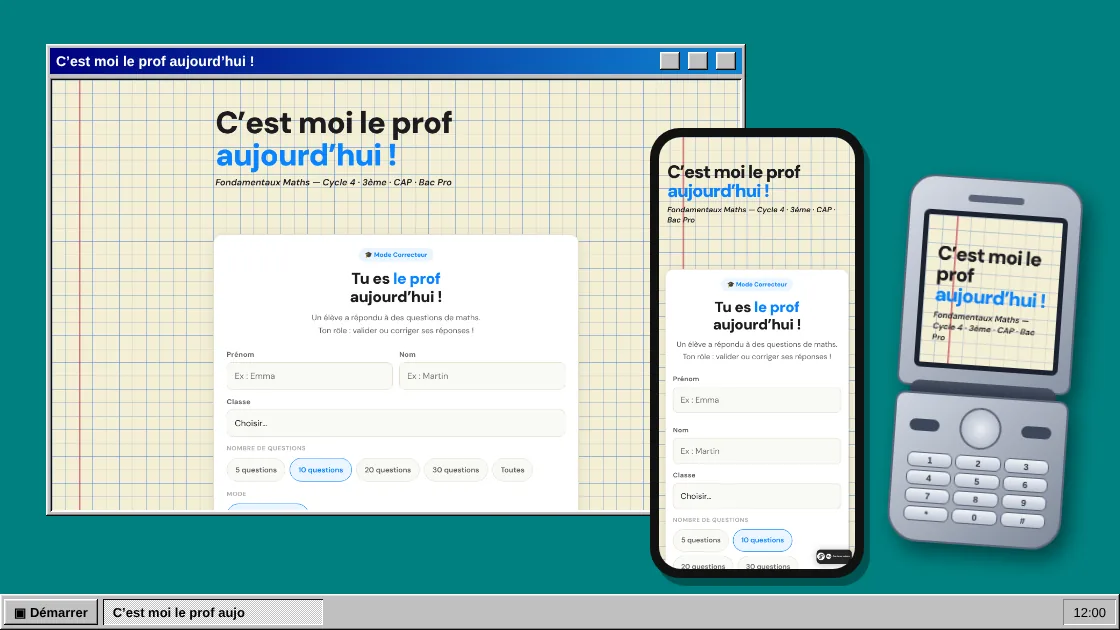 C’est moi le prof aujourd’hui !
C’est moi le prof
aujourd’hui !
Fondamentaux Maths — Cycle 4 · 3ème · CAP · Bac Pro
🎓 Mode Correcteur
Tu es le prof
aujourd’hui !
Un élève a répondu à des questions de maths.
Ton rôle : valider ou corriger ses réponses !
Prénom Nom
Ex : Emma Ex : Martin
Classe
Choisir…
NOMBRE DE QUESTIONS
5 questions 10 questions 20 questions 30 questions Toutes
MODE
C’est moi le prof
aujourd’hui !
Fondamentaux Maths — Cycle 4 · 3ème · CAP ·
Bac Pro
🎓 Mode Correcteur
Tu es le prof
aujourd’hui !
Un élève a répondu à des questions de maths.
Ton rôle : valider ou corriger ses réponses !
Prénom
Ex : Emma
Nom
Ex : Martin
Classe
Choisir…
NOMBRE DE QUESTIONS
5 questions 10 questions
20 questions 30 questions
C’est moi le
prof
aujourd’hui !
Fondamentaux Maths —
Cycle 4 · 3ème · CAP · Bac
Pro
1 2 3
4 5 6
7 8 9
* 0 #
▣ Démarrer
C’est moi le prof aujo
12:00